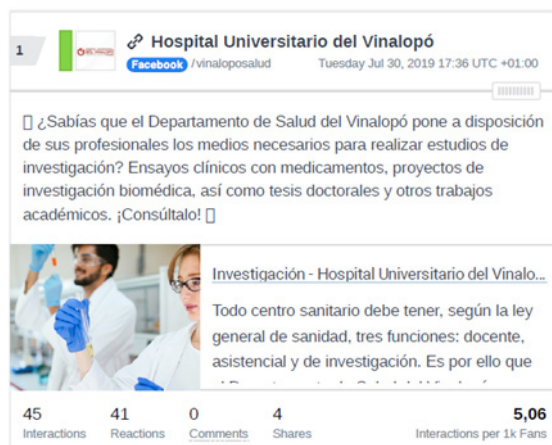 1
Hospital Universitario del Vinalopó
Facebook /vinaloposalud Tuesday Jul 30, 2019 17:36 UTC +01:00
¿Sabías que el Departamento de Salud del Vinalopó pone a disposición
de sus profesionales los medios necesarios para realizar estudios de
investigación? Ensayos clínicos con medicamentos, proyectos de
investigación biomédica, así como tesis doctorales y otros trabajos
académicos. ¡Consúltalo!
Investigación - Hospital Universitario del Vinalo...
Todo centro sanitario debe tener, según la ley
general de sanidad, tres funciones: docente,
asistencial y de investigación. Es por ello que
45 41 0 4 5,06
Interactions Reactions Comments Shares Interactions per 1k Fans